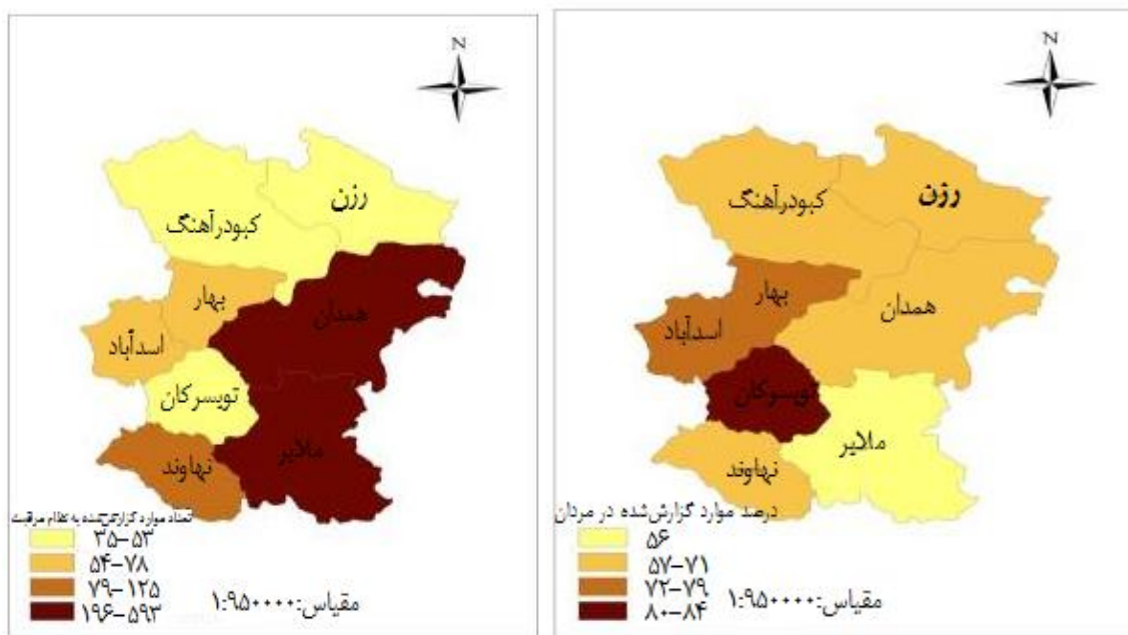 N
رزن
کبودرآهنگ
بهار
همدان
اسدآباد
تویسرکان
ملایر
نهاوند
تعداد موارد گزارش‌شده به نظام مراقبت
۳۵-۵۳
۵۴-۷۸
۷۹-۱۲۵
۱۹۶-۵۹۳
مقیاس:۱:۹۵۰۰۰۰
N
رزن
کبودرآهنگ
بهار
همدان
اسدآباد
تویسرکان
ملایر
نهاوند
درصد موارد گزارش‌شده در مردان
۵۶
۵۷-۷۱
۷۲-۷۹
۸۰-۸۴
مقیاس:۱:۹۵۰۰۰۰